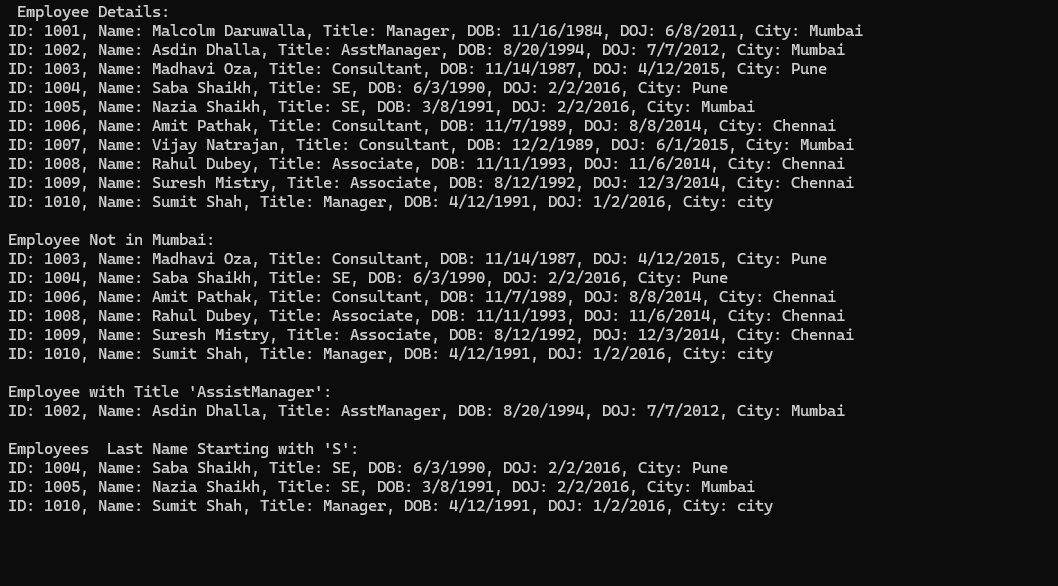 Employee Details:
ID: 1001, Name: Malcolm Daruwalla, Title: Manager, DOB: 11/16/1984, DOJ: 6/8/2011, City: Mumbai
ID: 1002, Name: Asdin Dhalla, Title: AsstManager, DOB: 8/20/1994, DOJ: 7/7/2012, City: Mumbai
ID: 1003, Name: Madhavi Oza, Title: Consultant, DOB: 11/14/1987, DOJ: 4/12/2015, City: Pune
ID: 1004, Name: Saba Shaikh, Title: SE, DOB: 6/3/1990, DOJ: 2/2/2016, City: Pune
ID: 1005, Name: Nazia Shaikh, Title: SE, DOB: 3/8/1991, DOJ: 2/2/2016, City: Mumbai
ID: 1006, Name: Amit Pathak, Title: Consultant, DOB: 11/7/1989, DOJ: 8/8/2014, City: Chennai
ID: 1007, Name: Vijay Natrajan, Title: Consultant, DOB: 12/2/1989, DOJ: 6/1/2015, City: Mumbai
ID: 1008, Name: Rahul Dubey, Title: Associate, DOB: 11/11/1993, DOJ: 11/6/2014, City: Chennai
ID: 1009, Name: Suresh Mistry, Title: Associate, DOB: 8/12/1992, DOJ: 12/3/2014, City: Chennai
ID: 1010, Name: Sumit Shah, Title: Manager, DOB: 4/12/1991, DOJ: 1/2/2016, City: city

Employee Not in Mumbai:
ID: 1003, Name: Madhavi Oza, Title: Consultant, DOB: 11/14/1987, DOJ: 4/12/2015, City: Pune
ID: 1004, Name: Saba Shaikh, Title: SE, DOB: 6/3/1990, DOJ: 2/2/2016, City: Pune
ID: 1006, Name: Amit Pathak, Title: Consultant, DOB: 11/7/1989, DOJ: 8/8/2014, City: Chennai
ID: 1008, Name: Rahul Dubey, Title: Associate, DOB: 11/11/1993, DOJ: 11/6/2014, City: Chennai
ID: 1009, Name: Suresh Mistry, Title: Associate, DOB: 8/12/1992, DOJ: 12/3/2014, City: Chennai
ID: 1010, Name: Sumit Shah, Title: Manager, DOB: 4/12/1991, DOJ: 1/2/2016, City: city

Employee with Title 'AssistManager':
ID: 1002, Name: Asdin Dhalla, Title: AsstManager, DOB: 8/20/1994, DOJ: 7/7/2012, City: Mumbai

Employees  Last Name Starting with 'S':
ID: 1004, Name: Saba Shaikh, Title: SE, DOB: 6/3/1990, DOJ: 2/2/2016, City: Pune
ID: 1005, Name: Nazia Shaikh, Title: SE, DOB: 3/8/1991, DOJ: 2/2/2016, City: Mumbai
ID: 1010, Name: Sumit Shah, Title: Manager, DOB: 4/12/1991, DOJ: 1/2/2016, City: city